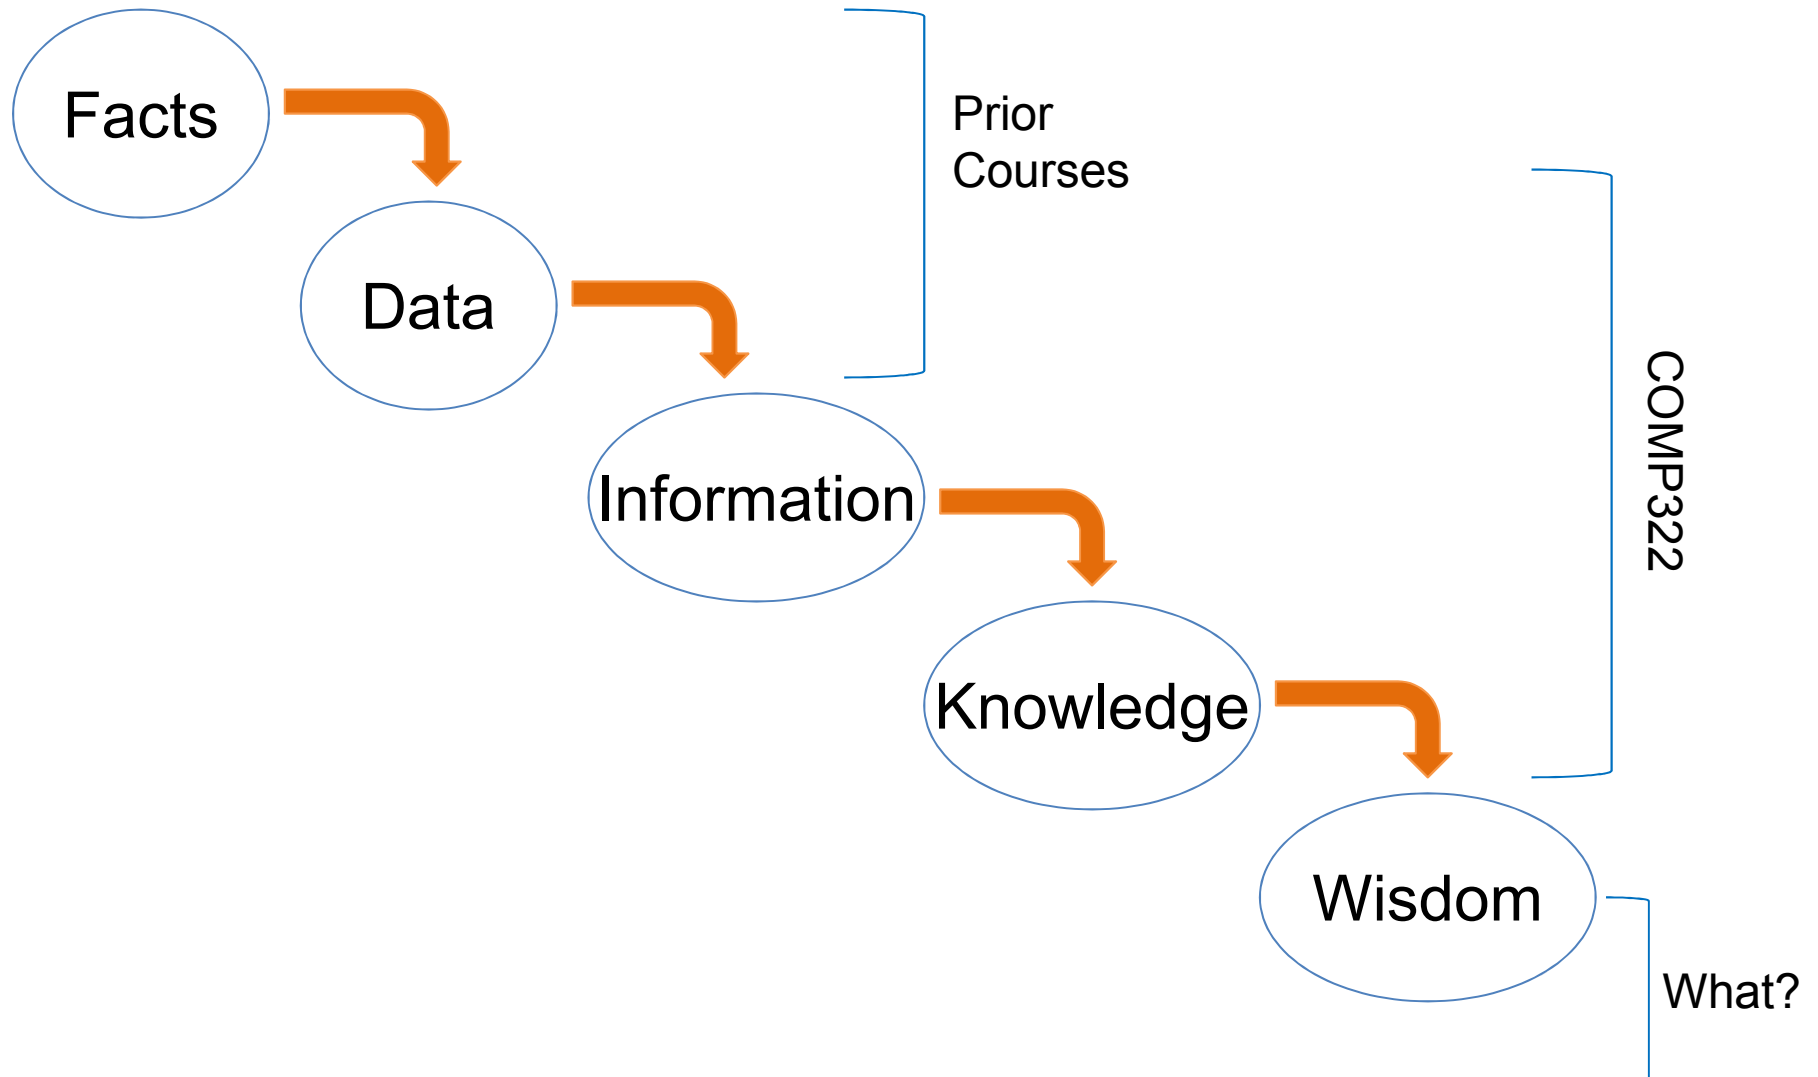 Facts
Prior
Courses
Data
COMP322
Information
Knowledge
Wisdom
What?